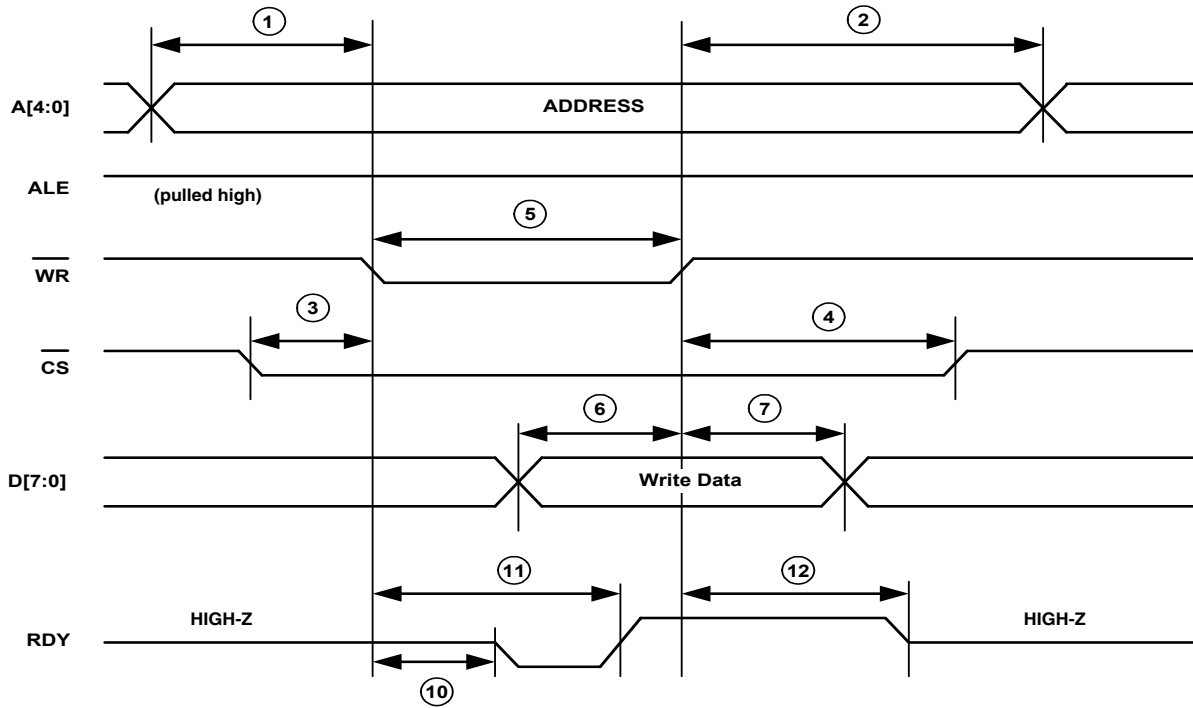 1
2
A[4:0]
ADDRESS
ALE
(pulled high)
5
WR
3
4
CS
6
7
D[7:0]
Write Data
11
12
HIGH-Z
HIGH-Z
RDY
10